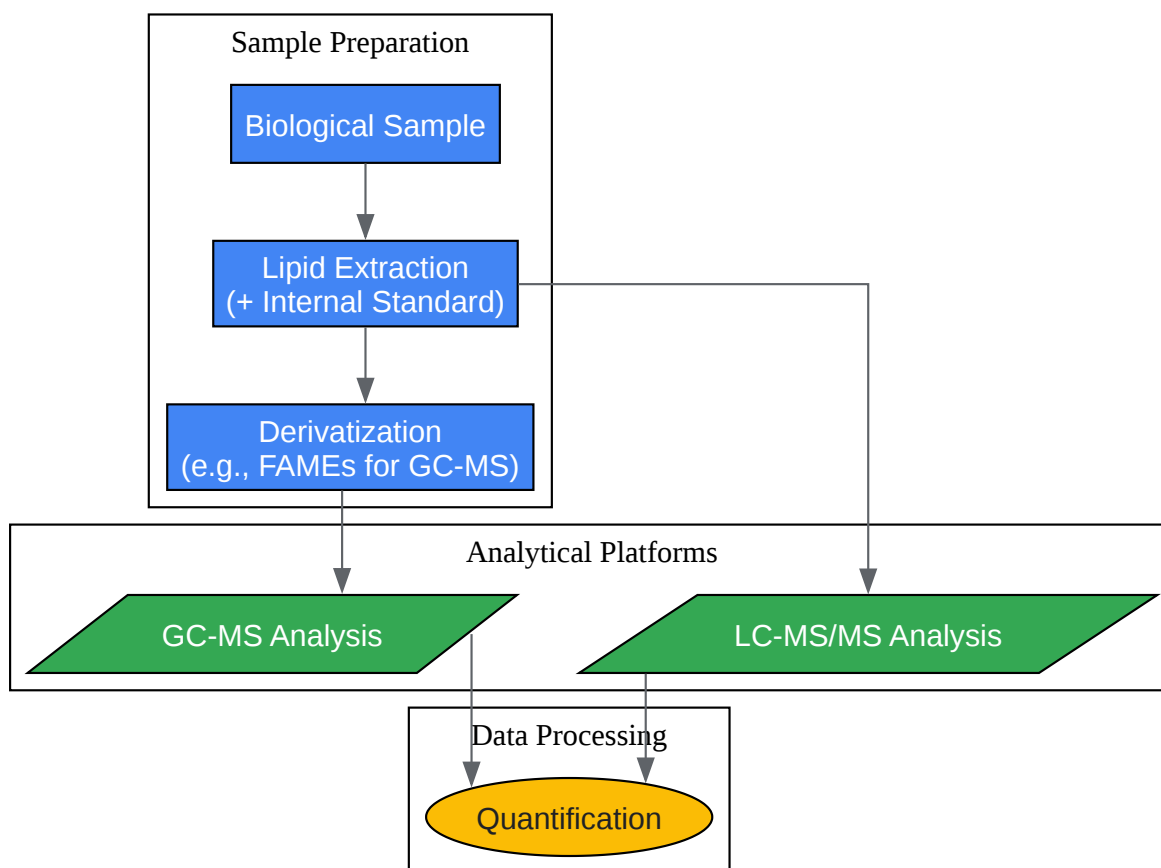 Sample Preparation
Biological Sample
Lipid Extraction
(+ Internal Standard)
Derivatization
(e.g., FAMEs for GC-MS)
Analytical Platforms
GC-MS Analysis
LC-MS/MS Analysis
Data Processing
Quantification